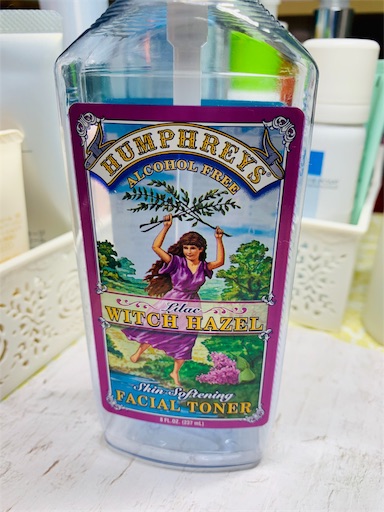 HUMPHREYS
ALCOHOL FREE
Lilac
WITCH HAZEL
Skin-Softening
FACIAL TONER
8 FL. OZ. (237 mL)